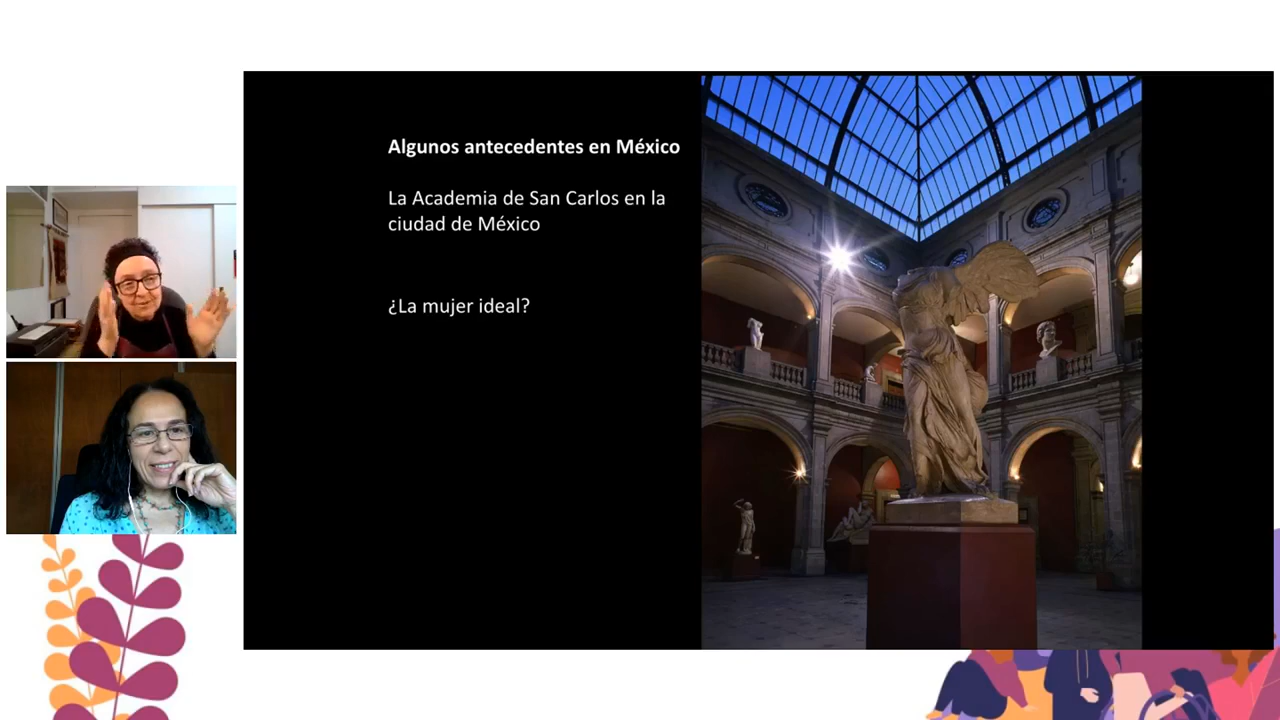 Algunos antecedentes en México
La Academia de San Carlos en la
ciudad de México
¿La mujer ideal?